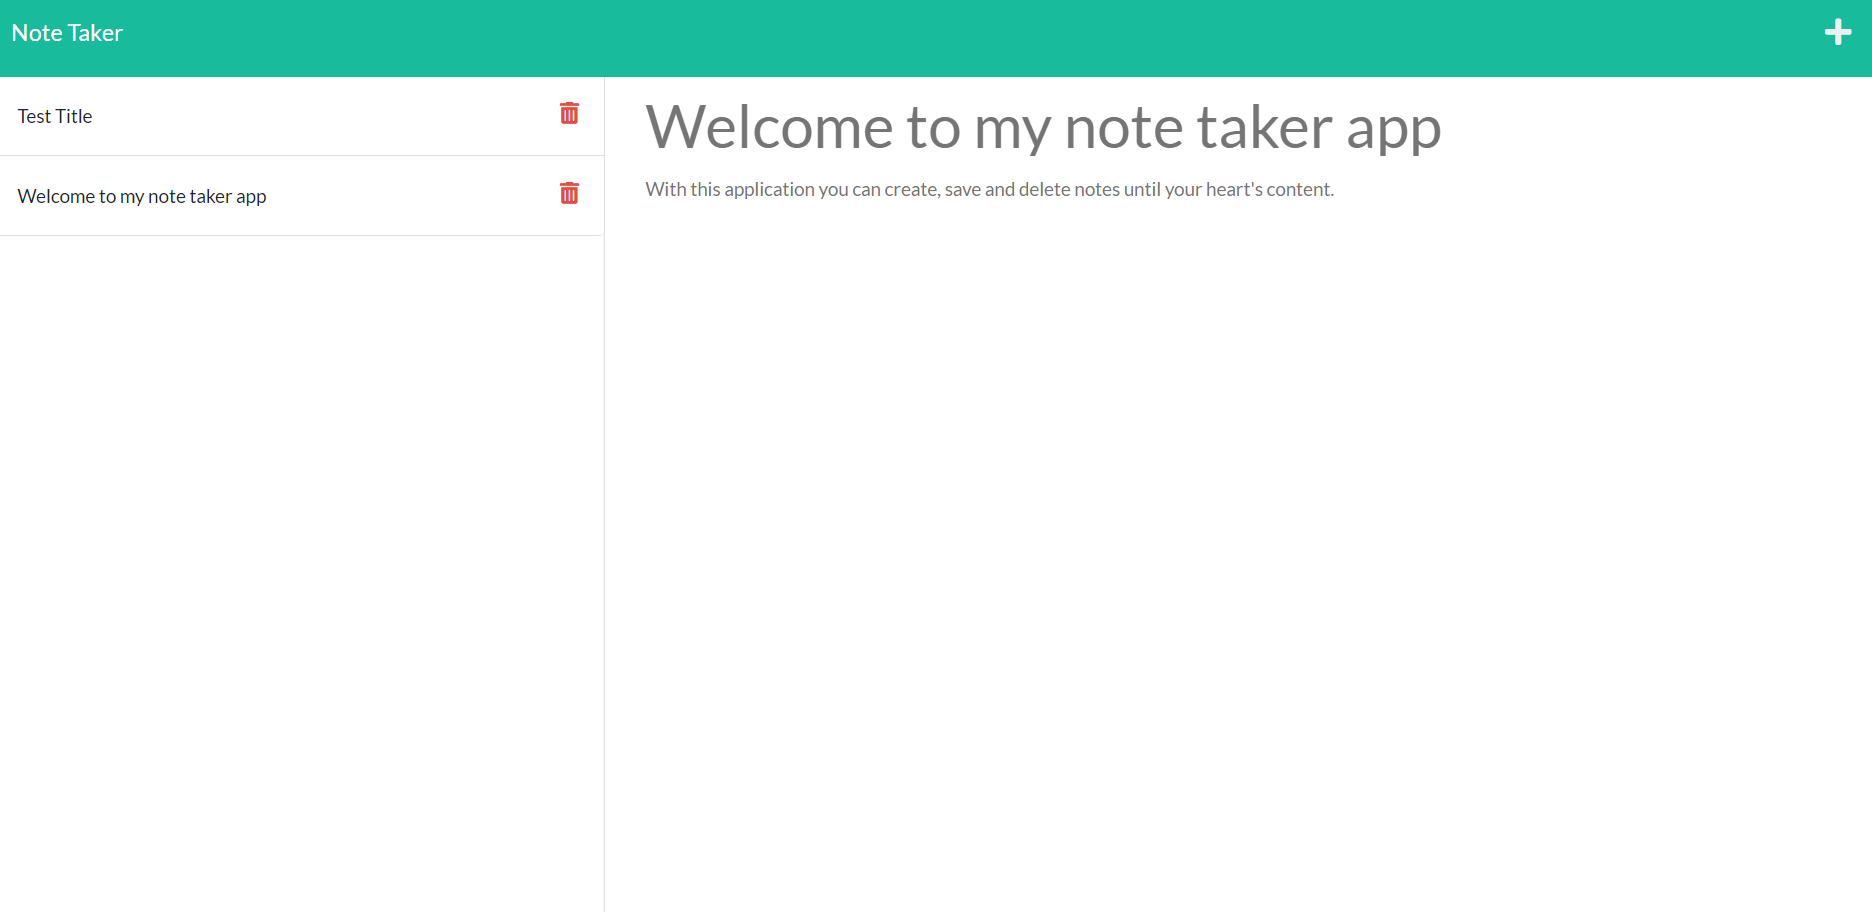 Note Taker
Test Title
Welcome to my note taker app
Welcome to my note taker app
With this application you can create, save and delete notes until your heart's content.